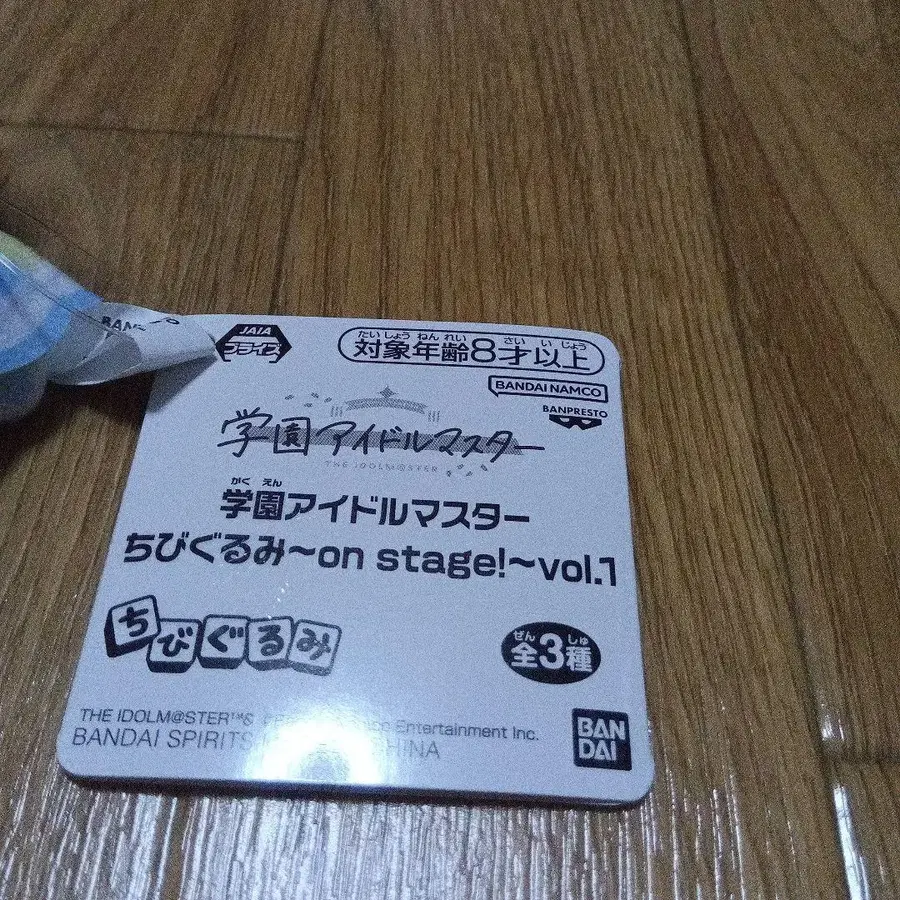 JAIA
プライズ
たいしょうねんれい さい いじょう
対象年齢8才以上
BANDAI NAMCO
BANPRESTO
学園アイドルマスター
THE IDOLM@STER
がくえん
学園アイドルマスター
ちびぐるみ〜on stage!〜vol.1
ちびぐるみ
ぜん しゅ
全3種
THE IDOLM@STER™&
Entertainment Inc.
BANDAI SPIRITS
CHINA
BAN
DAI